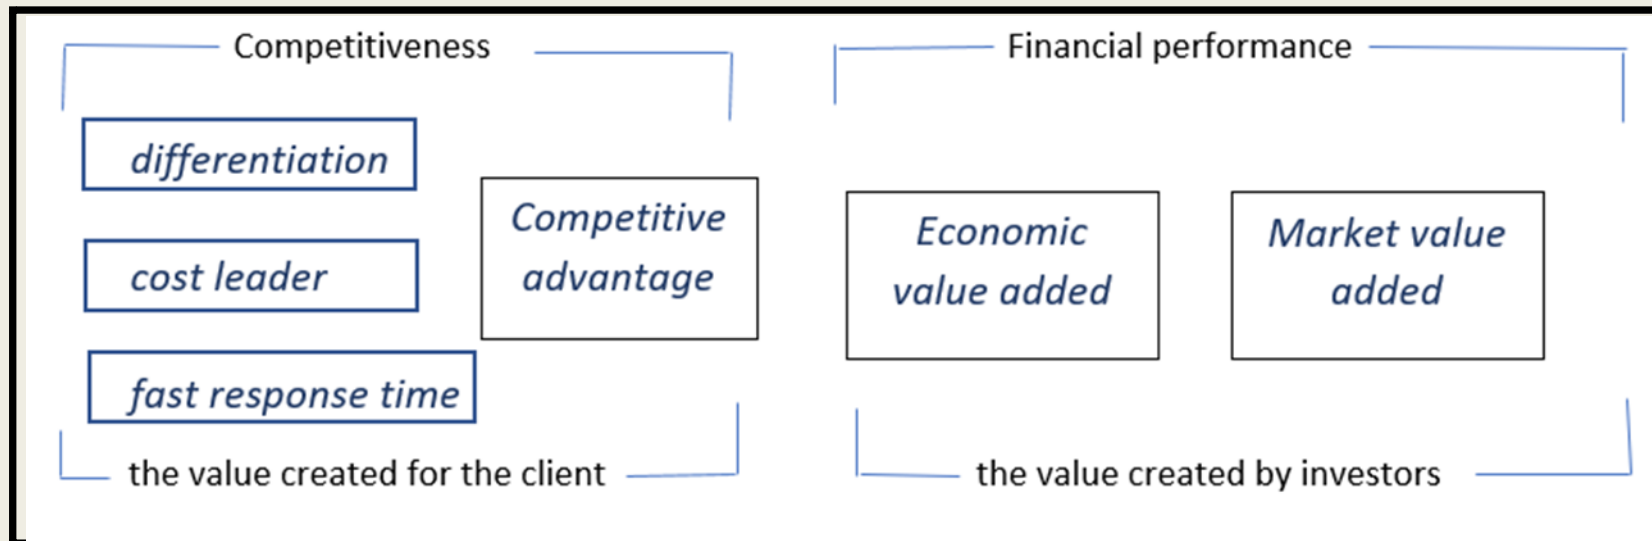 Competitiveness
Financial performance
differentiation
cost leader
fast response time
Competitive
advantage
Economic
value added
Market value
added
the value created for the client
the value created by investors